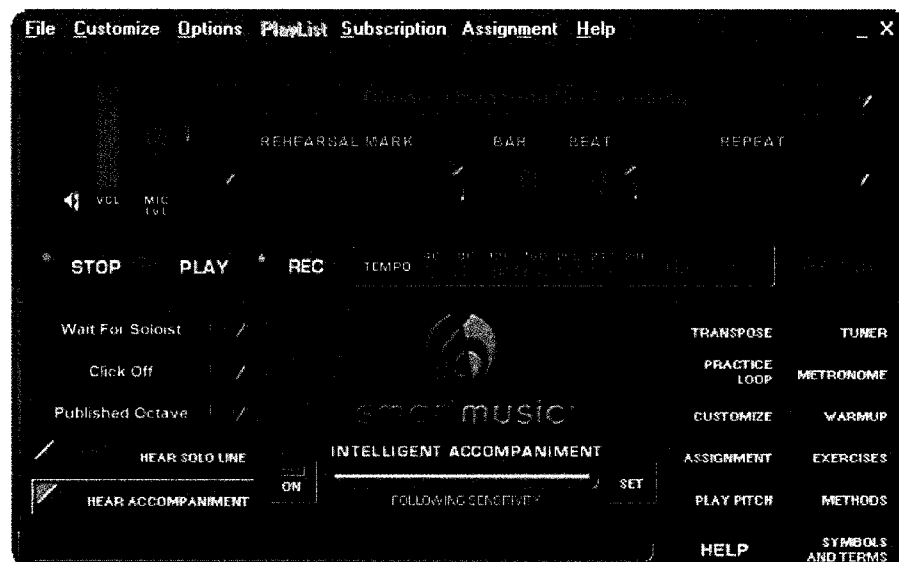 File Customize Options PlayList Subscription Assignment Help _ X
REHEARSAL MARK BAR BEAT REPEAT
VOL MIC
LVL
STOP PLAY REC TEMPO
Wait For Soloist
Click Off
Published Octave
HEAR SOLO LINE
HEAR ACCOMPANIMENT
smartmusic
INTELLIGENT ACCOMPANIMENT
ON
FOLLOWING SENSITIVITY
SET
TRANSPOSE TUNER
PRACTICE
LOOP METRONOME
CUSTOMIZE WARMUP
ASSIGNMENT EXERCISES
PLAY PITCH METHODS
HELP SYMBOLS
AND TERMS